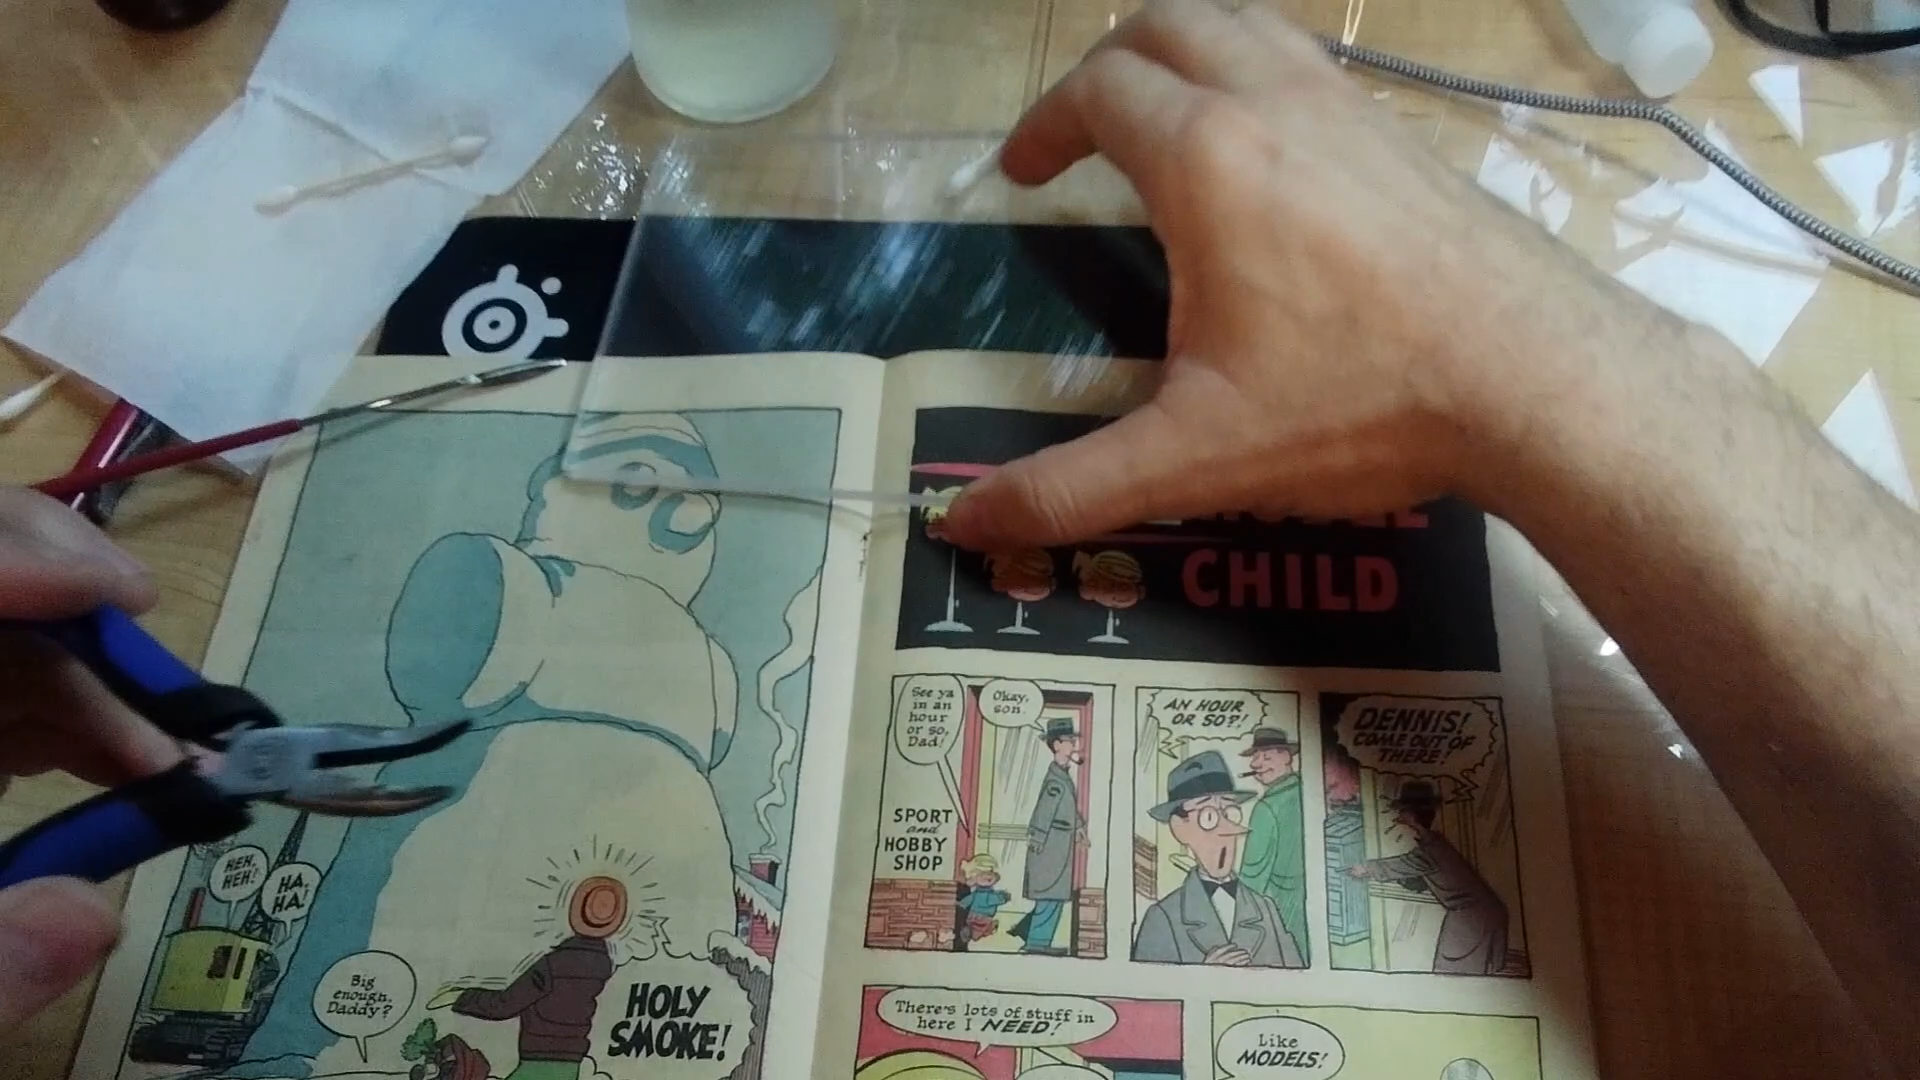 CHILD
See ya
in an
hour
or so,
Dad!
Okay,
son.
SPORT
and
HOBBY
SHOP
AN HOUR
OR SO?!
DENNIS!
COME OUT OF
THERE!
HEH,
HEH!
HA,
HA!
Big
enough,
Daddy?
HOLY
SMOKE!
There's lots of stuff in
here I NEED!
Like
MODELS!